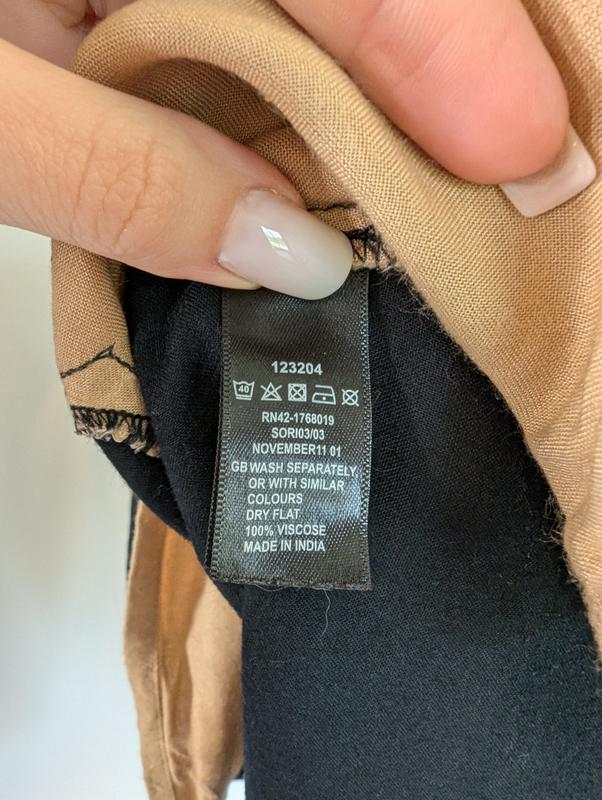 123204
40
RN42-1768019
SORI03/03
NOVEMBER11 01
GB WASH SEPARATELY
OR WITH SIMILAR
COLOURS
DRY FLAT
100% VISCOSE
MADE IN INDIA